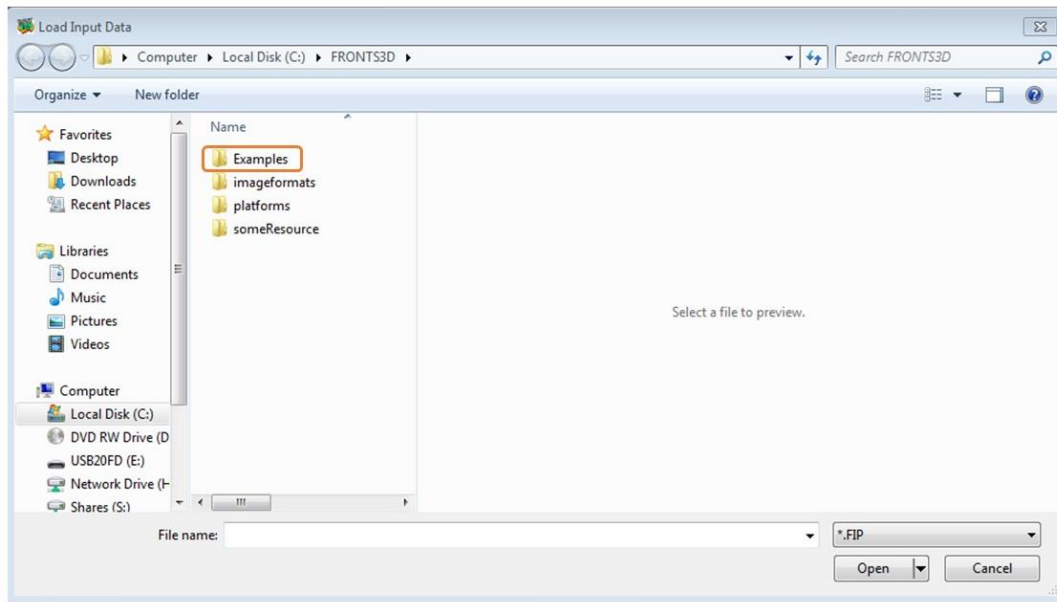 Load Input Data
Computer Local Disk (C:) FRONTS3D
Search FRONTS3D
Organize
New folder
Favorites
Desktop
Downloads
Recent Places
Libraries
Documents
Music
Pictures
Videos
Computer
Local Disk (C:)
DVD RW Drive (D
USB20FD (E:)
Network Drive (H
Shares (S:)
Name
Examples
imageformats
platforms
someResource
Select a file to preview.
File name:
*.FIP
Open
Cancel